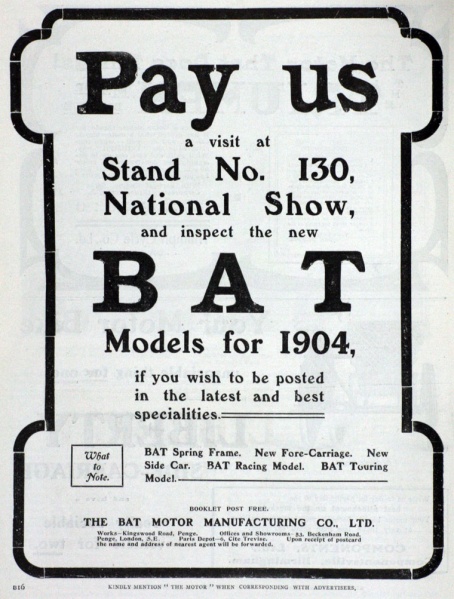 Pay us
a visit at
Stand No. 130,
National Show,
and inspect the new
BAT
Models for 1904,
if you wish to be posted
in the latest and best
specialities.
What
to
Note.
BAT Spring Frame. New Fore-Carriage. New
Side Car. BAT Racing Model. BAT Touring
Model.
BOOKLET POST FREE.
THE BAT MOTOR MANUFACTURING CO., LTD.
Works—Kingswood Road, Penge. Offices and Showrooms—53, Beckenham Road,
Penge, London, S.E. Paris Depot—6, Cite Trevise. Upon receipt of postcard
the name and address of nearest agent will be forwarded.
B16
KINDLY MENTION "THE MOTOR" WHEN CORRESPONDING WITH ADVERTISERS.